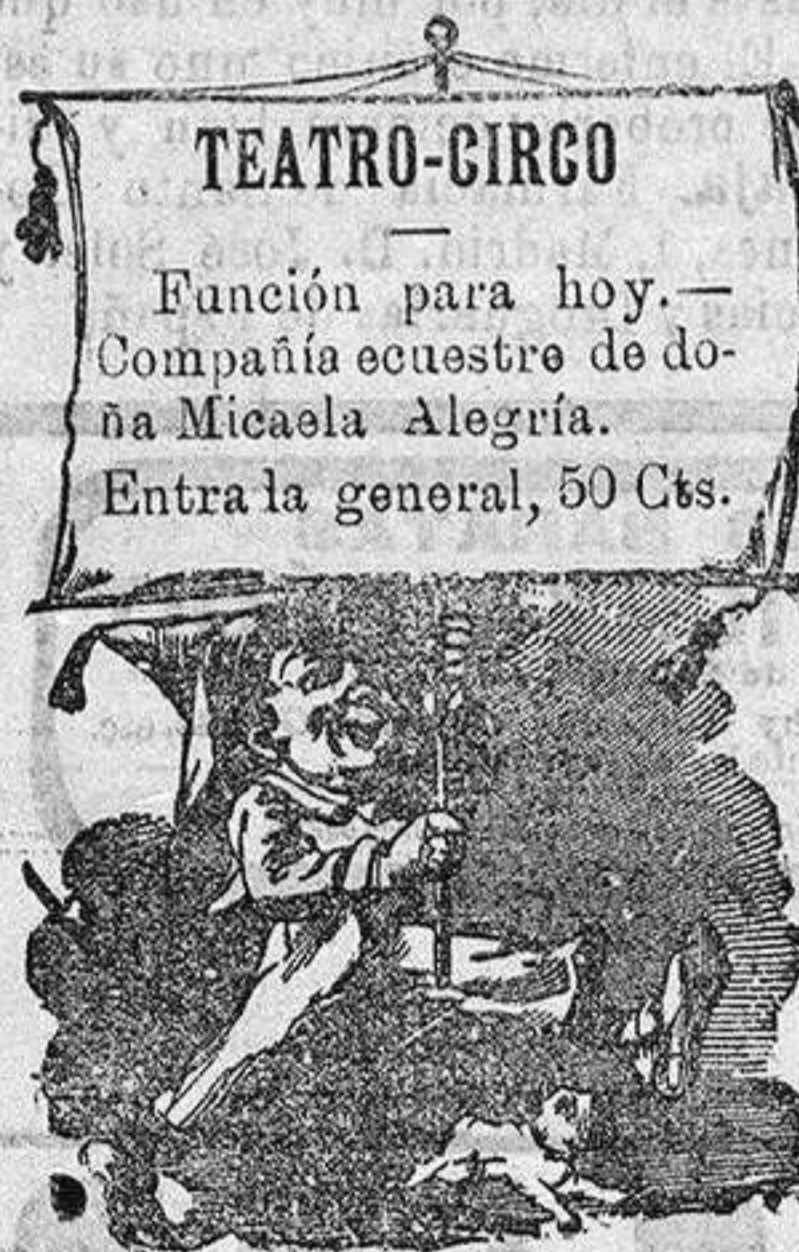 TEATRO-CIRCO
Función para hoy.—
Compañía ecuestre de do-
ña Micaela Alegría.
Entra la general, 50 Cts.